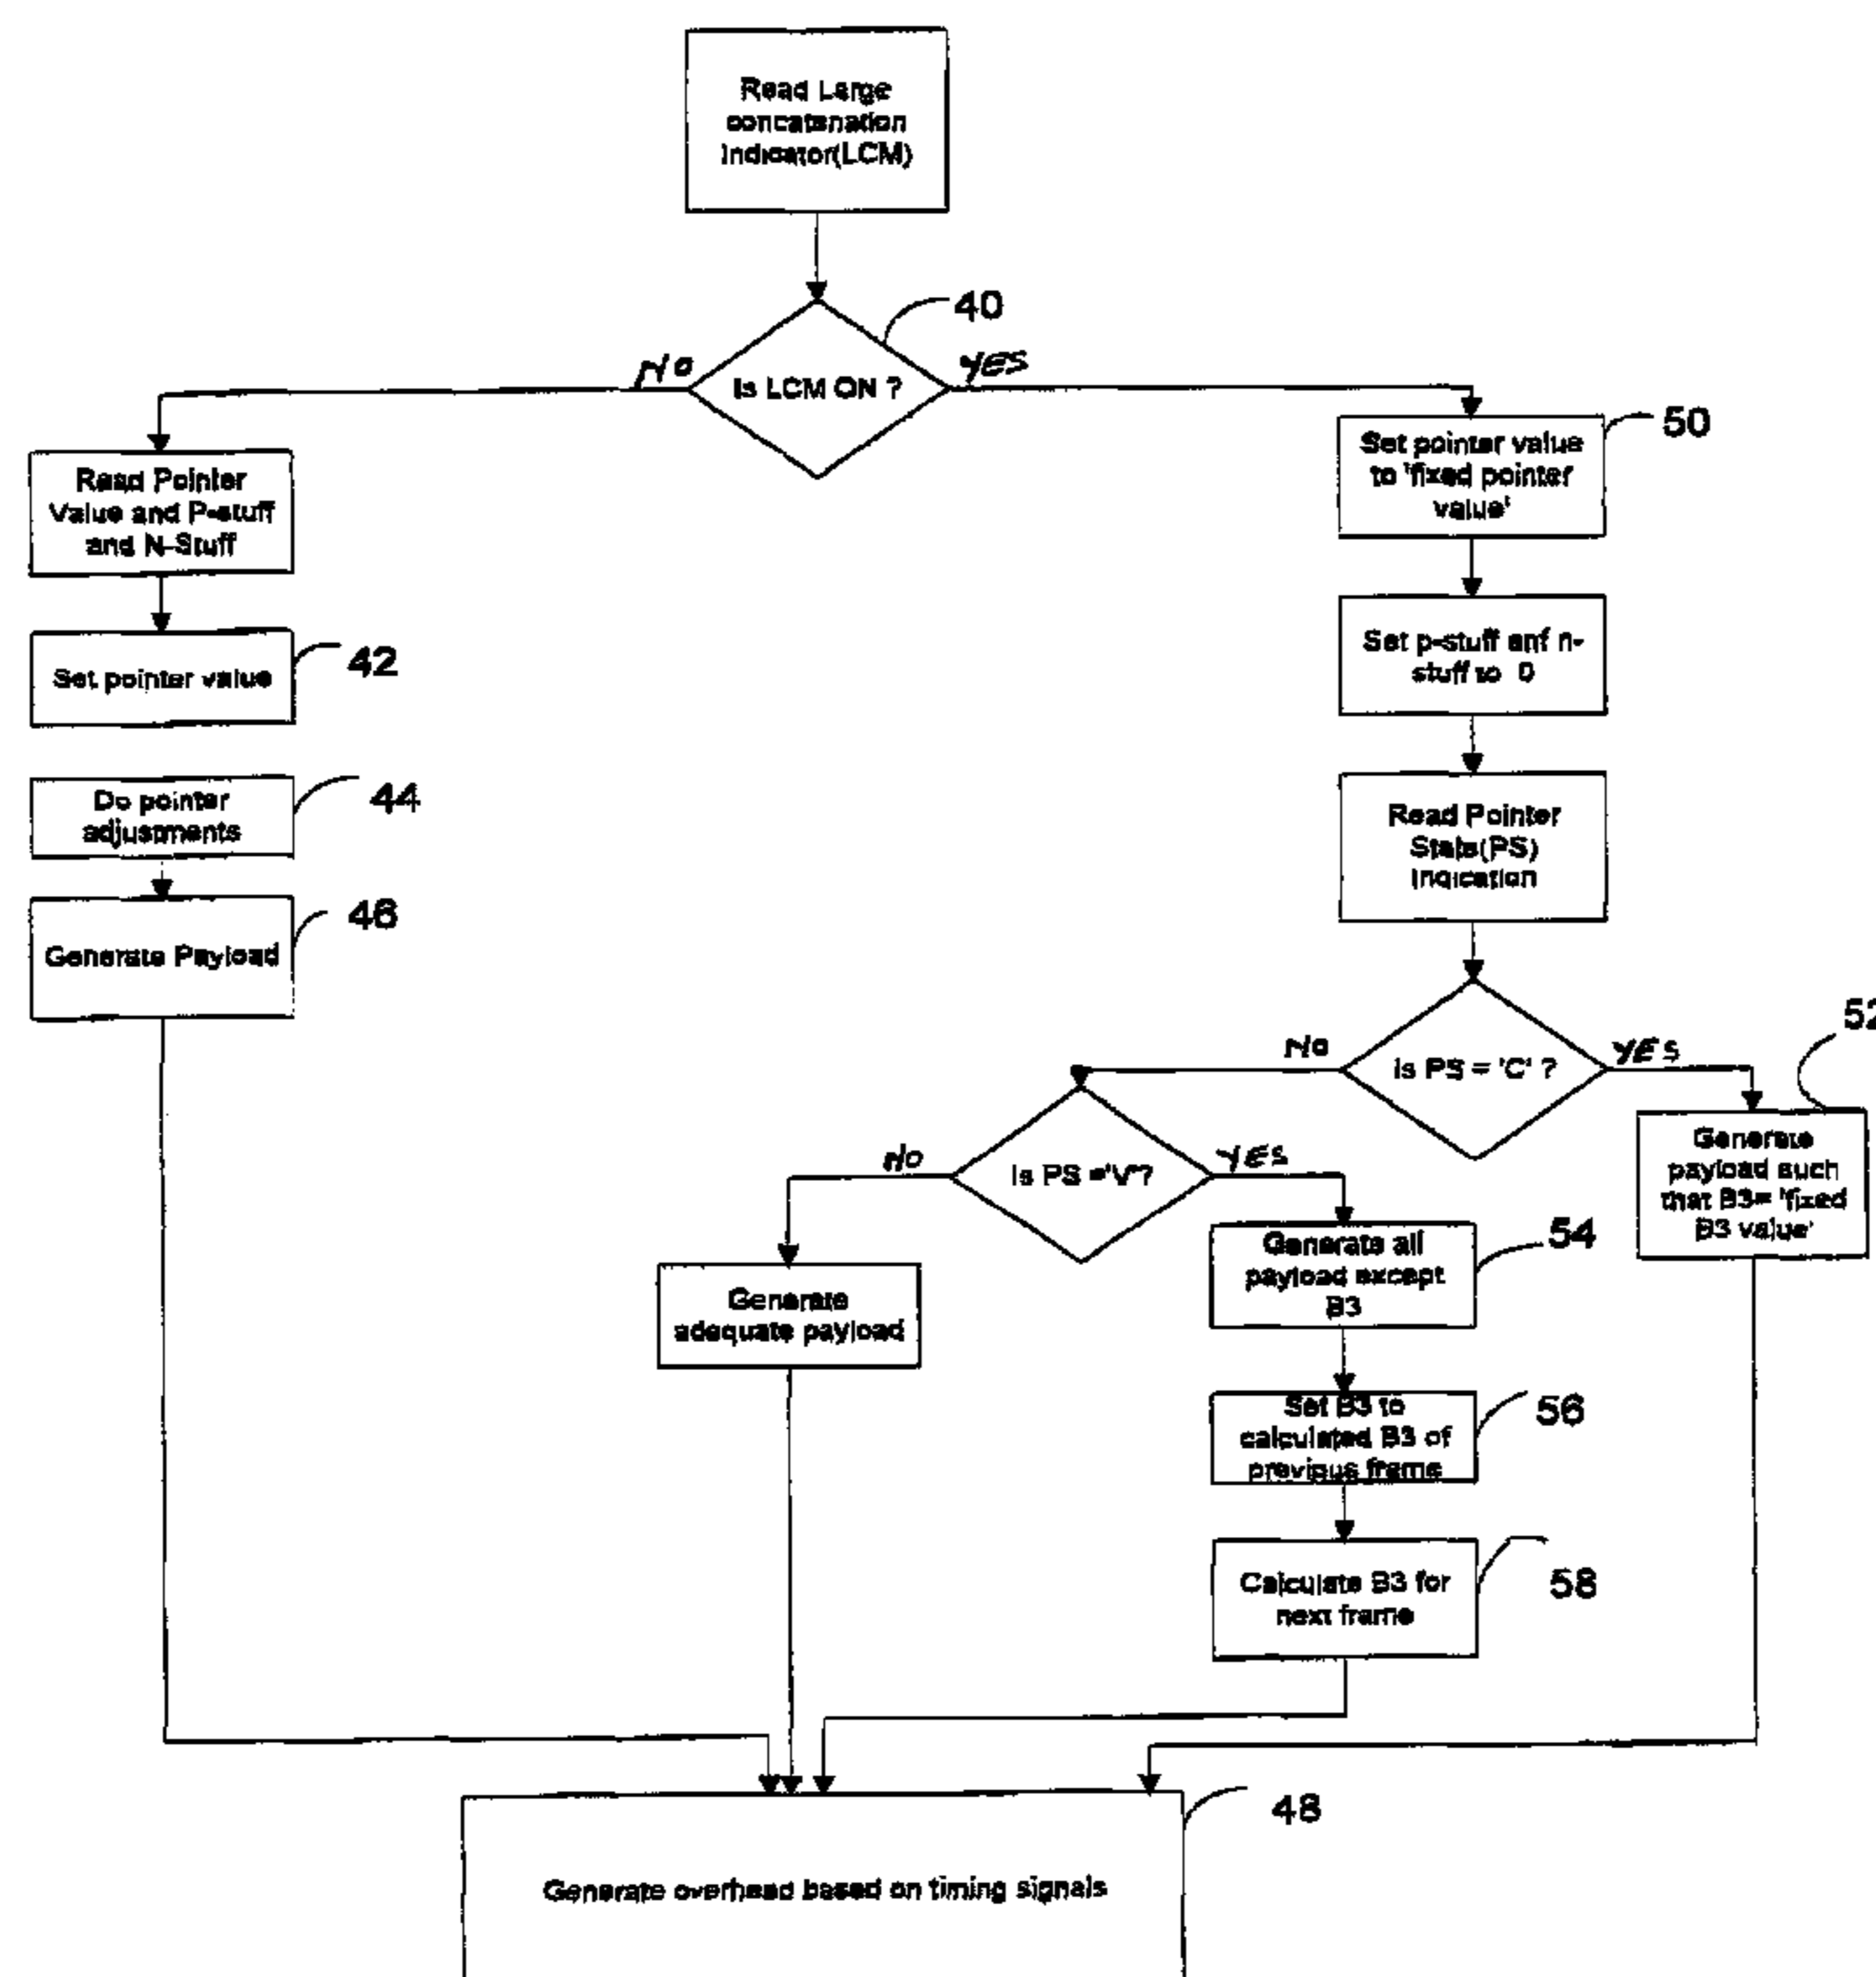 Read Large
concatenation
Indicator(LCM)
40
NO
Is LCM ON ?
YES
50
Read Pointer
Value and P-stuff
and N-Stuff
Set pointer value
to 'fixed pointer
value'
Set pointer value
42
Set p-stuff anf n-
stuff to 0
Do pointer
adjustments
44
Read Pointer
State(PS)
Indication
Generate Payload
46
NO
Is PS = 'C' ?
YES
52
NO
Is PS ='V'?
YES
Generate
payload such
that B3= 'fixed
B3 value'
Generate
adequate payload
Generate all
payload except
B3
54
Set B3 to
calculated B3 of
previous frame
56
Calculate B3 for
next frame
58
48
Generate overhead based on timing signals